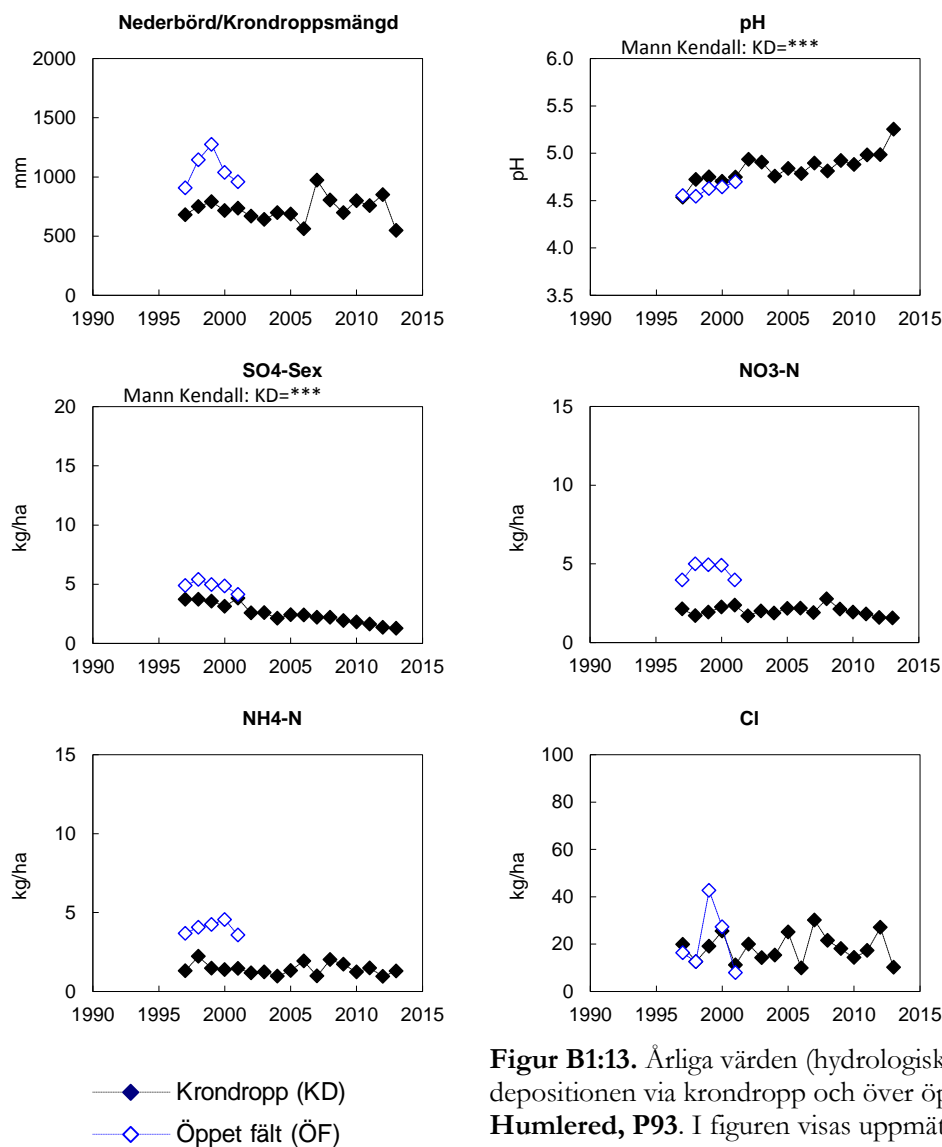 Nederbörd/Krondroppsmängd
2000
1500
1000
500
0
mm
1990 1995 2000 2005 2010 2015
pH
Mann Kendall: KD=***
6.0
5.5
5.0
4.5
4.0
3.5
pH
1990 1995 2000 2005 2010 2015
SO4-Sex
Mann Kendall: KD=***
20
15
10
5
0
kg/ha
1990 1995 2000 2005 2010 2015
NO3-N
15
10
5
0
kg/ha
1990 1995 2000 2005 2010 2015
NH4-N
15
10
5
0
kg/ha
1990 1995 2000 2005 2010 2015
Cl
100
80
60
40
20
0
kg/ha
1990 1995 2000 2005 2010 2015
Krondropp (KD)
Öppet fält (ÖF)
Figur B1:13. Årliga värden (hydrologisk
depositionen via krondropp och över öp
Humlered, P93. I figuren visas uppmät